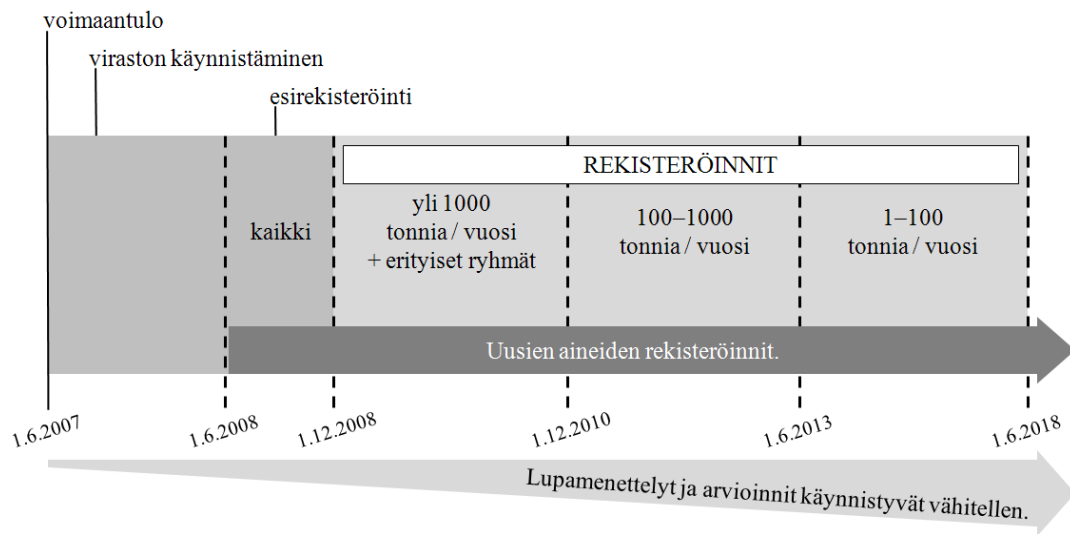 voimaantulo
viraston käynnistäminen
esirekisteröinti
REKISTERÖINNIT
kaikki
yli 1000
tonnia / vuosi
+ erityiset ryhmät
100–1000
tonnia / vuosi
1–100
tonnia / vuosi
Uusien aineiden rekisteröinnit.
1.6.2007
1.6.2008
1.12.2008
1.12.2010
1.6.2013
1.6.2018
Lupamenettelyt ja arvioinnit käynnistyvät vähitellen.